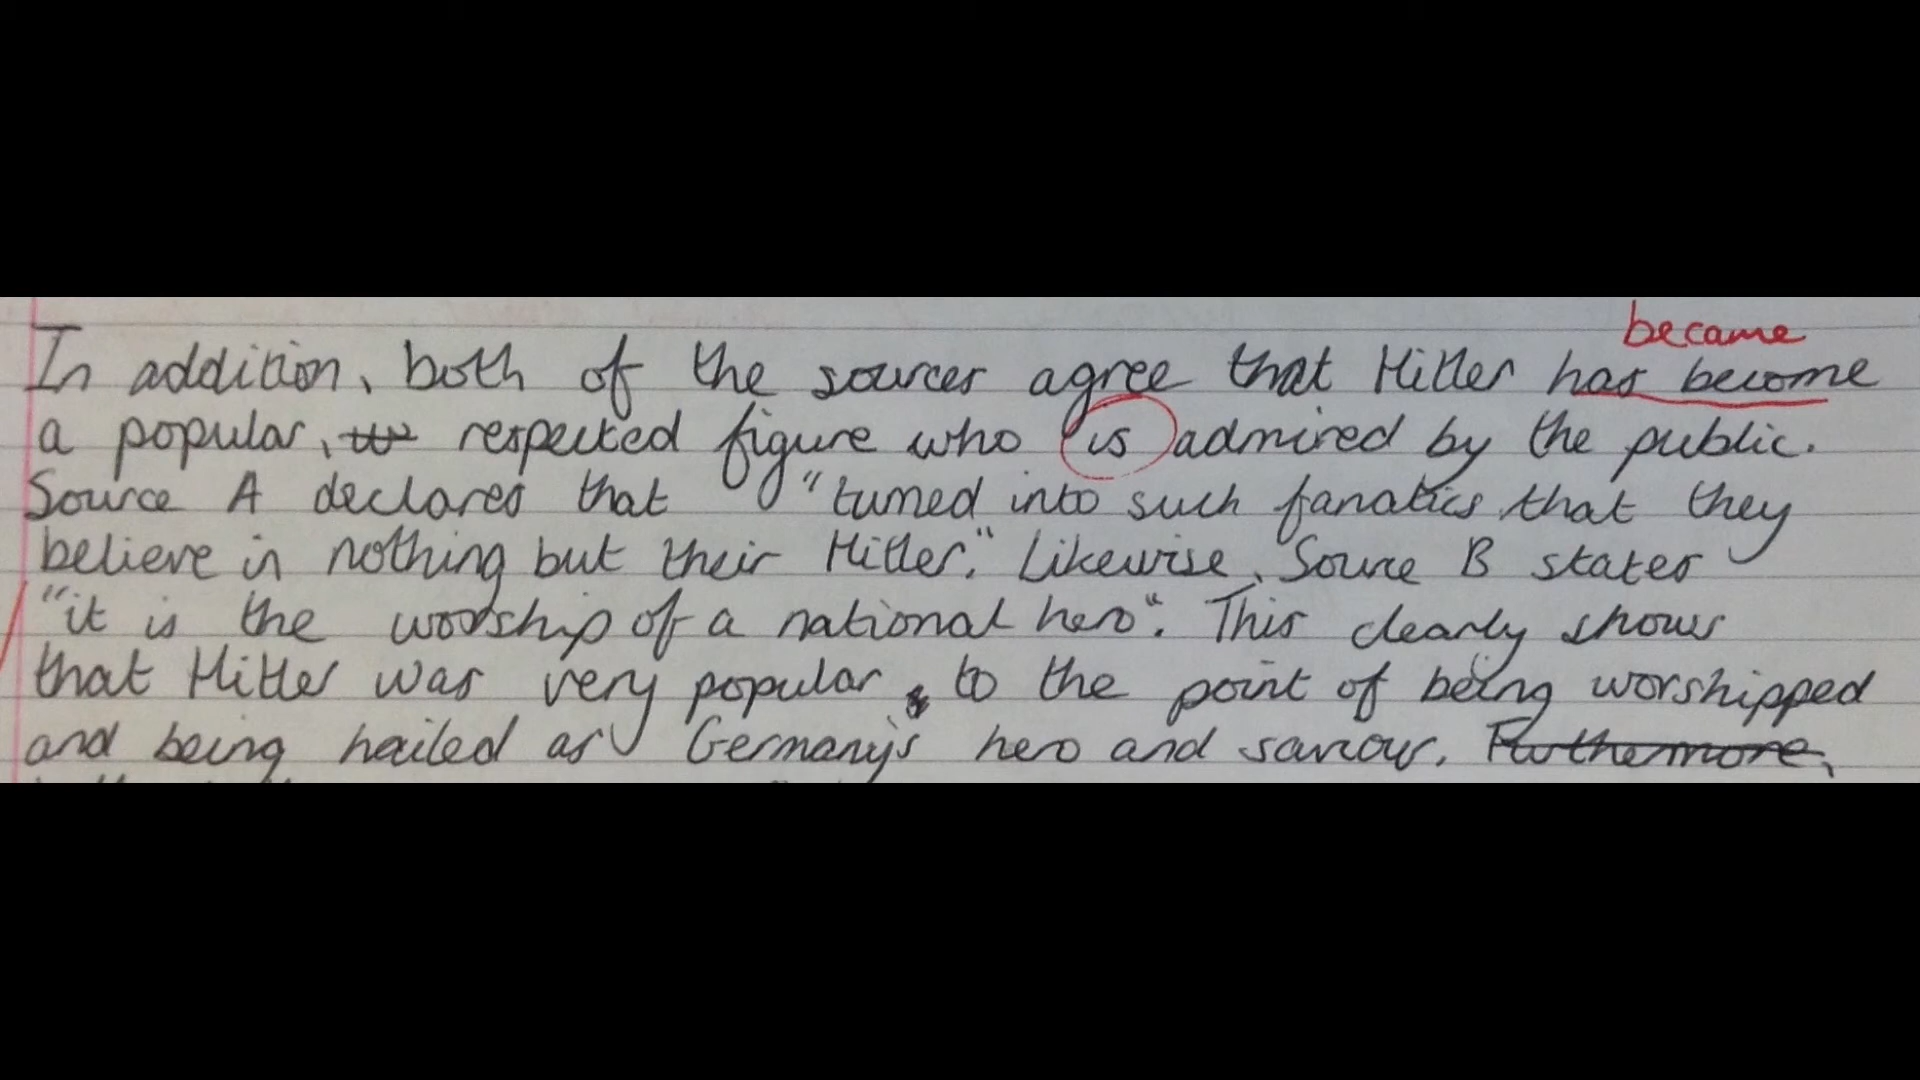 became
In addition, both of the sources agree that Hitler has become
a popular, respected figure who is admired by the public.
Source A declares that "turned into such fanatics that they
believe in nothing but their Hitler." Likewise, Source B states
"it is the worship of a national hero". This clearly shows
that Hitler was very popular, to the point of being worshipped
and being hailed as Germany's hero and saviour. Furthermore,